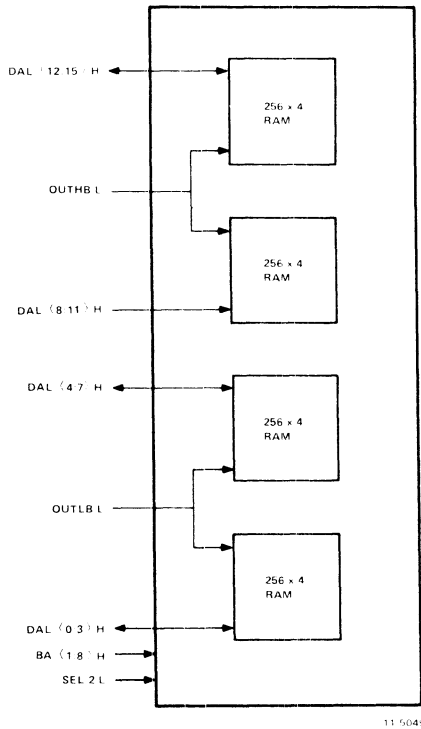 DAL (12 15) H
256 x 4
RAM
OUTHB L
256 x 4
RAM
DAL (8 11) H
DAL (4 7) H
256 x 4
RAM
OUTLB L
256 x 4
RAM
DAL (0 3) H
BA (1 8) H
SEL 2 L